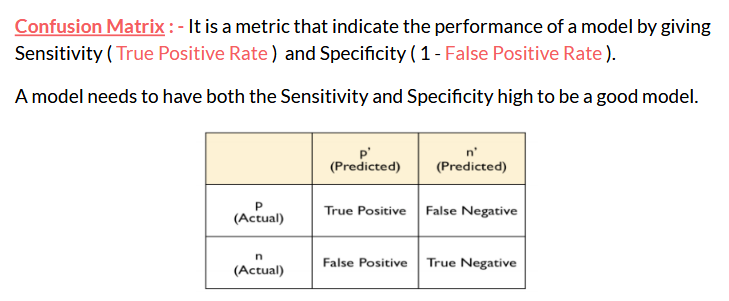 Confusion Matrix : - It is a metric that indicate the performance of a model by giving
Sensitivity ( True Positive Rate ) and Specificity ( 1 - False Positive Rate ).
A model needs to have both the Sensitivity and Specificity high to be a good model.
p' n'
(Predicted) (Predicted)
P
(Actual) True Positive False Negative
n
(Actual) False Positive True Negative